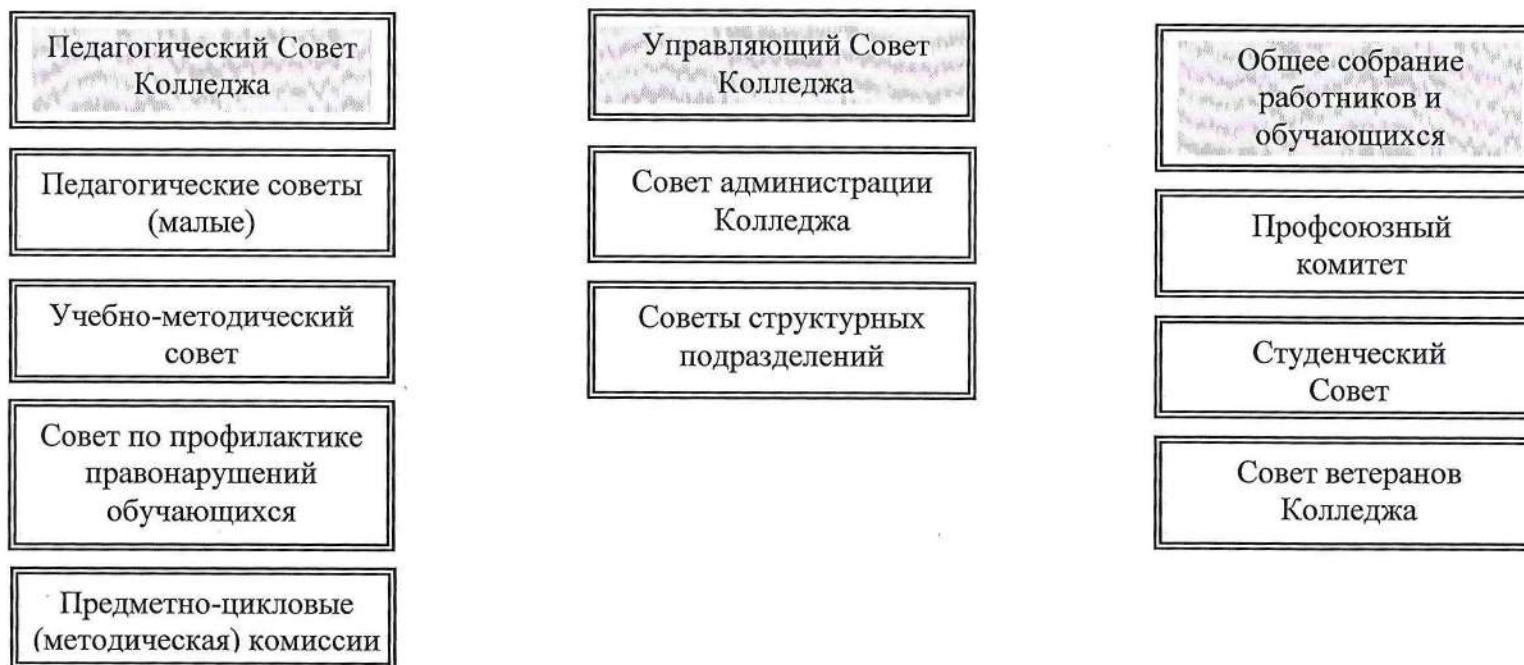 Педагогический Совет
Колледжа
Педагогические советы
(малые)
Учебно-методический
совет
Совет по профилактике
правонарушений
обучающихся
Предметно-цикловые
(методическая) комиссии
Управляющий Совет
Колледжа
Совет администрации
Колледжа
Советы структурных
подразделений
Общее собрание
работников и
обучающихся
Профсоюзный
комитет
Студенческий
Совет
Совет ветеранов
Колледжа